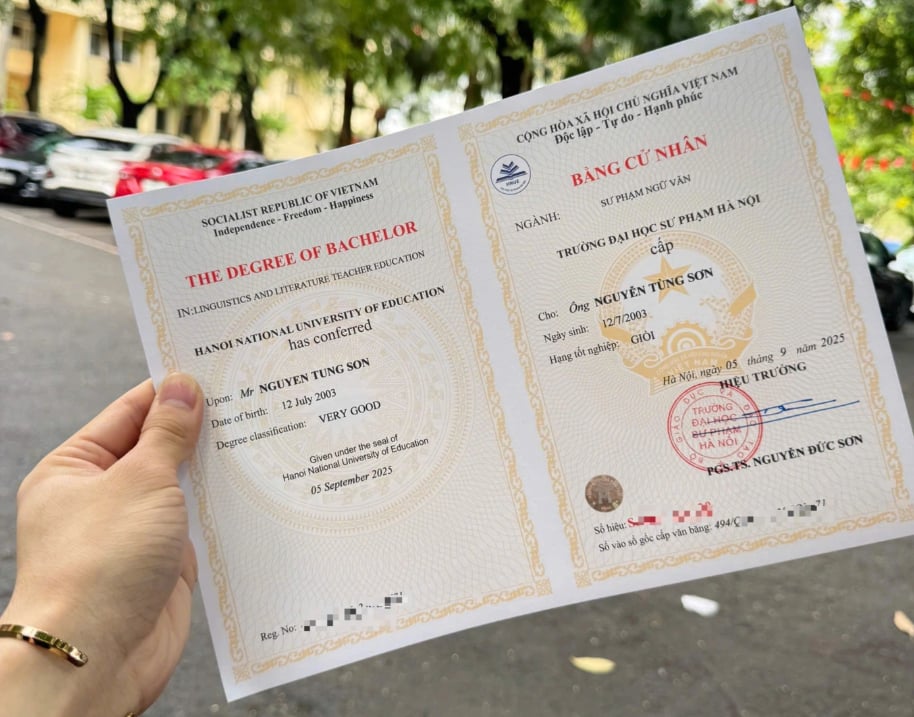 SOCIALIST REPUBLIC OF VIETNAM
Independence - Freedom - Happiness
THE DEGREE OF BACHELOR
IN: LINGUISTICS AND LITERATURE TEACHER EDUCATION
HANOI NATIONAL UNIVERSITY OF EDUCATION
has conferred
Upon: Mr NGUYEN TUNG SON
Date of birth: 12 July 2003
Degree classification: VERY GOOD
Given under the seal of
Hanoi National University of Education
05 September 2025
Reg. No:
CỘNG HÒA XÃ HỘI CHỦ NGHĨA VIỆT NAM
Độc lập - Tự do - Hạnh phúc
HNUE
BẰNG CỬ NHÂN
NGÀNH: SƯ PHẠM NGỮ VĂN
TRƯỜNG ĐẠI HỌC SƯ PHẠM HÀ NỘI
cấp
Cho: Ông NGUYỄN TÙNG SƠN
Ngày sinh: 12/7/2003
Hạng tốt nghiệp: GIỎI
Hà Nội, ngày 05 tháng 9 năm 2025
HIỆU TRƯỞNG
TRƯỜNG
ĐẠI HỌC
SƯ PHẠM
HÀ NỘI
PGS.TS. NGUYỄN ĐỨC SƠN
Số hiệu:
Số vào sổ gốc cấp văn bằng: 494/